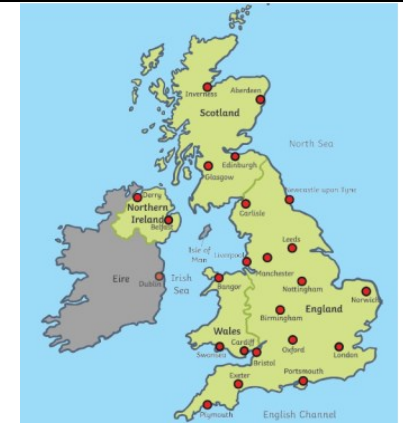 Inverness
Aberdeen
Scotland
North Sea
Edinburgh
Glasgow
Newcastle upon Tyne
Derry
Northern
Ireland
Belfast
Carlisle
Leeds
Isle of
Man
Liverpool
Manchester
Eire
Dublin
Irish
Sea
Bangor
Nottingham
England
Norwich
Birmingham
Wales
Swansea
Cardiff
Bristol
Oxford
London
Exeter
Portsmouth
Plymouth
English Channel